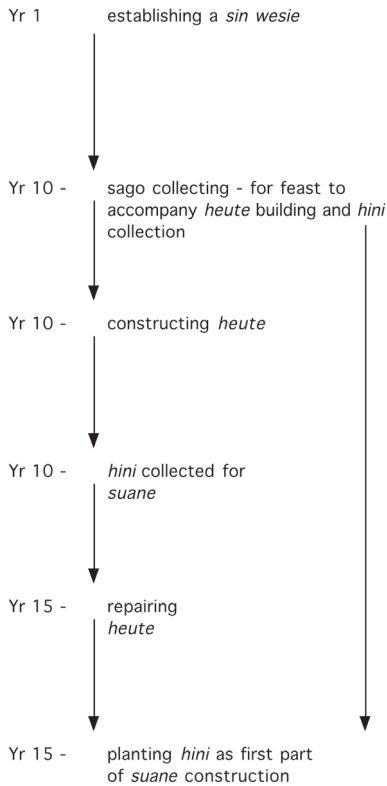 Yr 1 establishing a sin wesie
Yr 10 - sago collecting - for feast to
accompany heute building and hini
collection
Yr 10 - constructing heute
Yr 10 - hini collected for
suane
Yr 15 - repairing
heute
Yr 15 - planting hini as first part
of suane construction